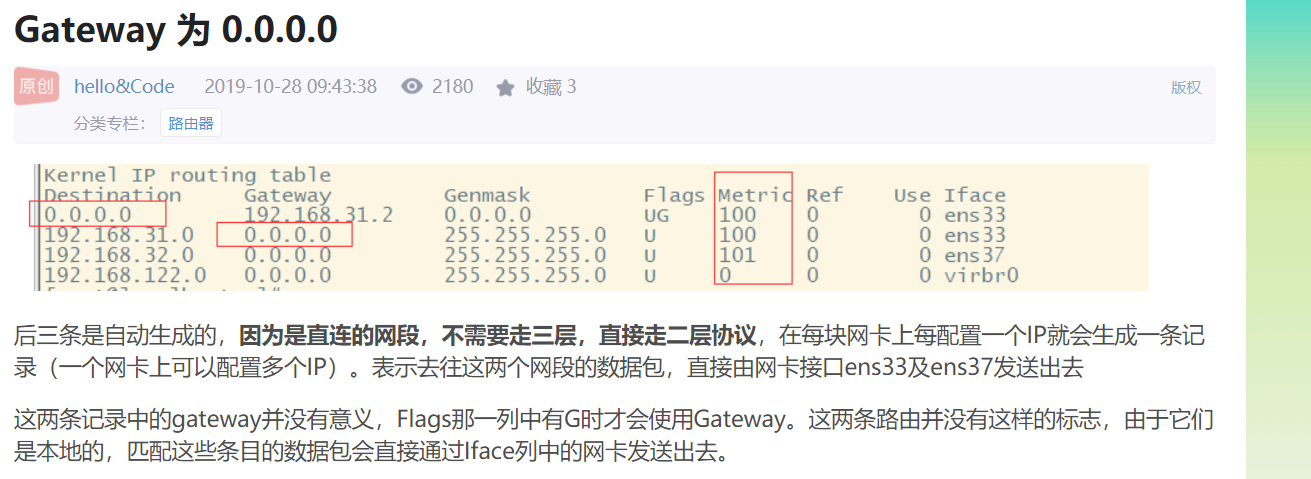 Gateway 为 0.0.0.0
原创 hello&Code 2019-10-28 09:43:38 2180 收藏 3 版权
分类专栏： 路由器
Kernel IP routing table
Destination Gateway Genmask Flags Metric Ref Use Iface
0.0.0.0 192.168.31.2 0.0.0.0 UG 100 0 0 ens33
192.168.31.0 0.0.0.0 255.255.255.0 U 100 0 0 ens33
192.168.32.0 0.0.0.0 255.255.255.0 U 101 0 0 ens37
192.168.122.0 0.0.0.0 255.255.255.0 U 0 0 0 virbr0
后三条是自动生成的，因为是直连的网段，不需要走三层，直接走二层协议，在每块网卡上每配置一个IP就会生成一条记
录（一个网卡上可以配置多个IP）。表示去往这两个网段的数据包，直接由网卡接口ens33及ens37发送出去
这两条记录中的gateway并没有意义，Flags那一列中有G时才会使用Gateway。这两条路由并没有这样的标志，由于它们
是本地的，匹配这些条目的数据包会直接通过Iface列中的网卡发送出去。